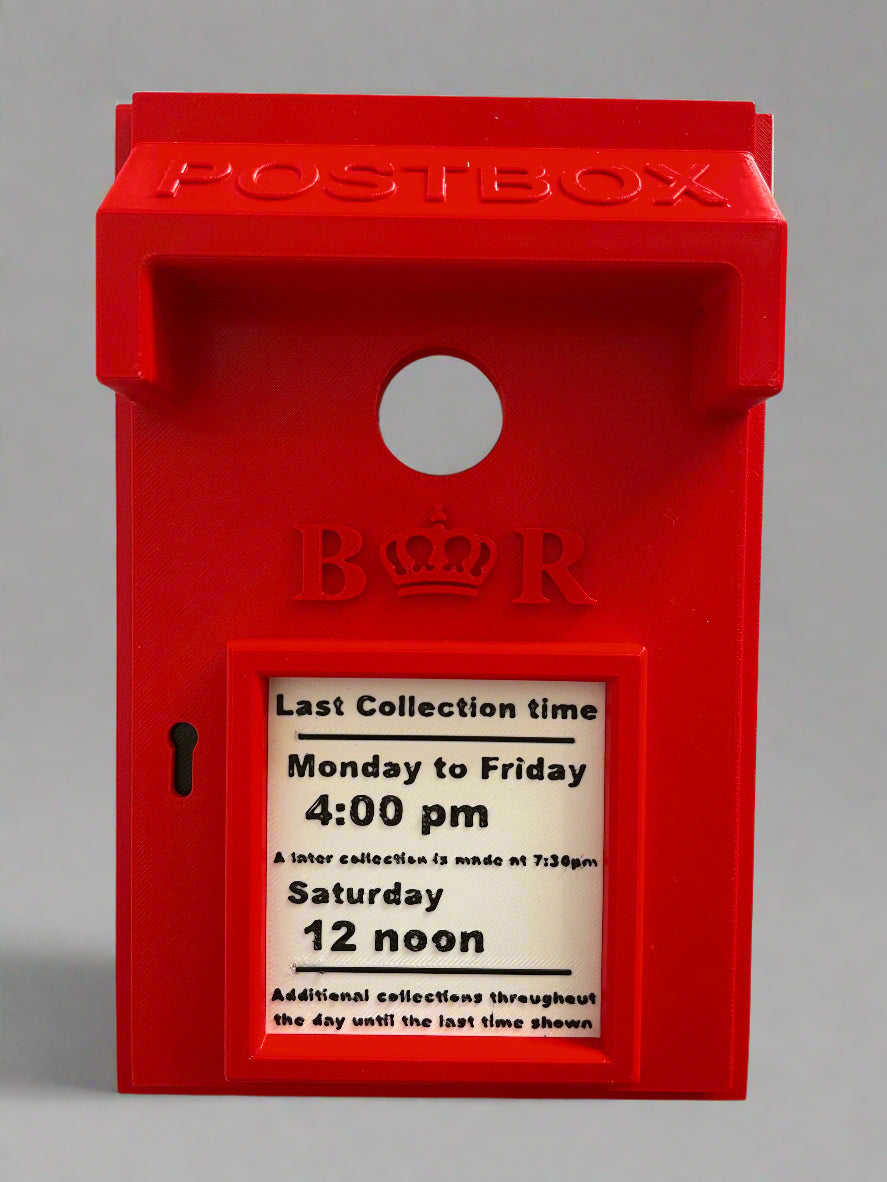 POSTBOX
B R
Last Collection time
Monday to Friday
4:00 pm
A later collection is made at 7:30pm
Saturday
12 noon
Additional collections throughout
the day until the last time shown